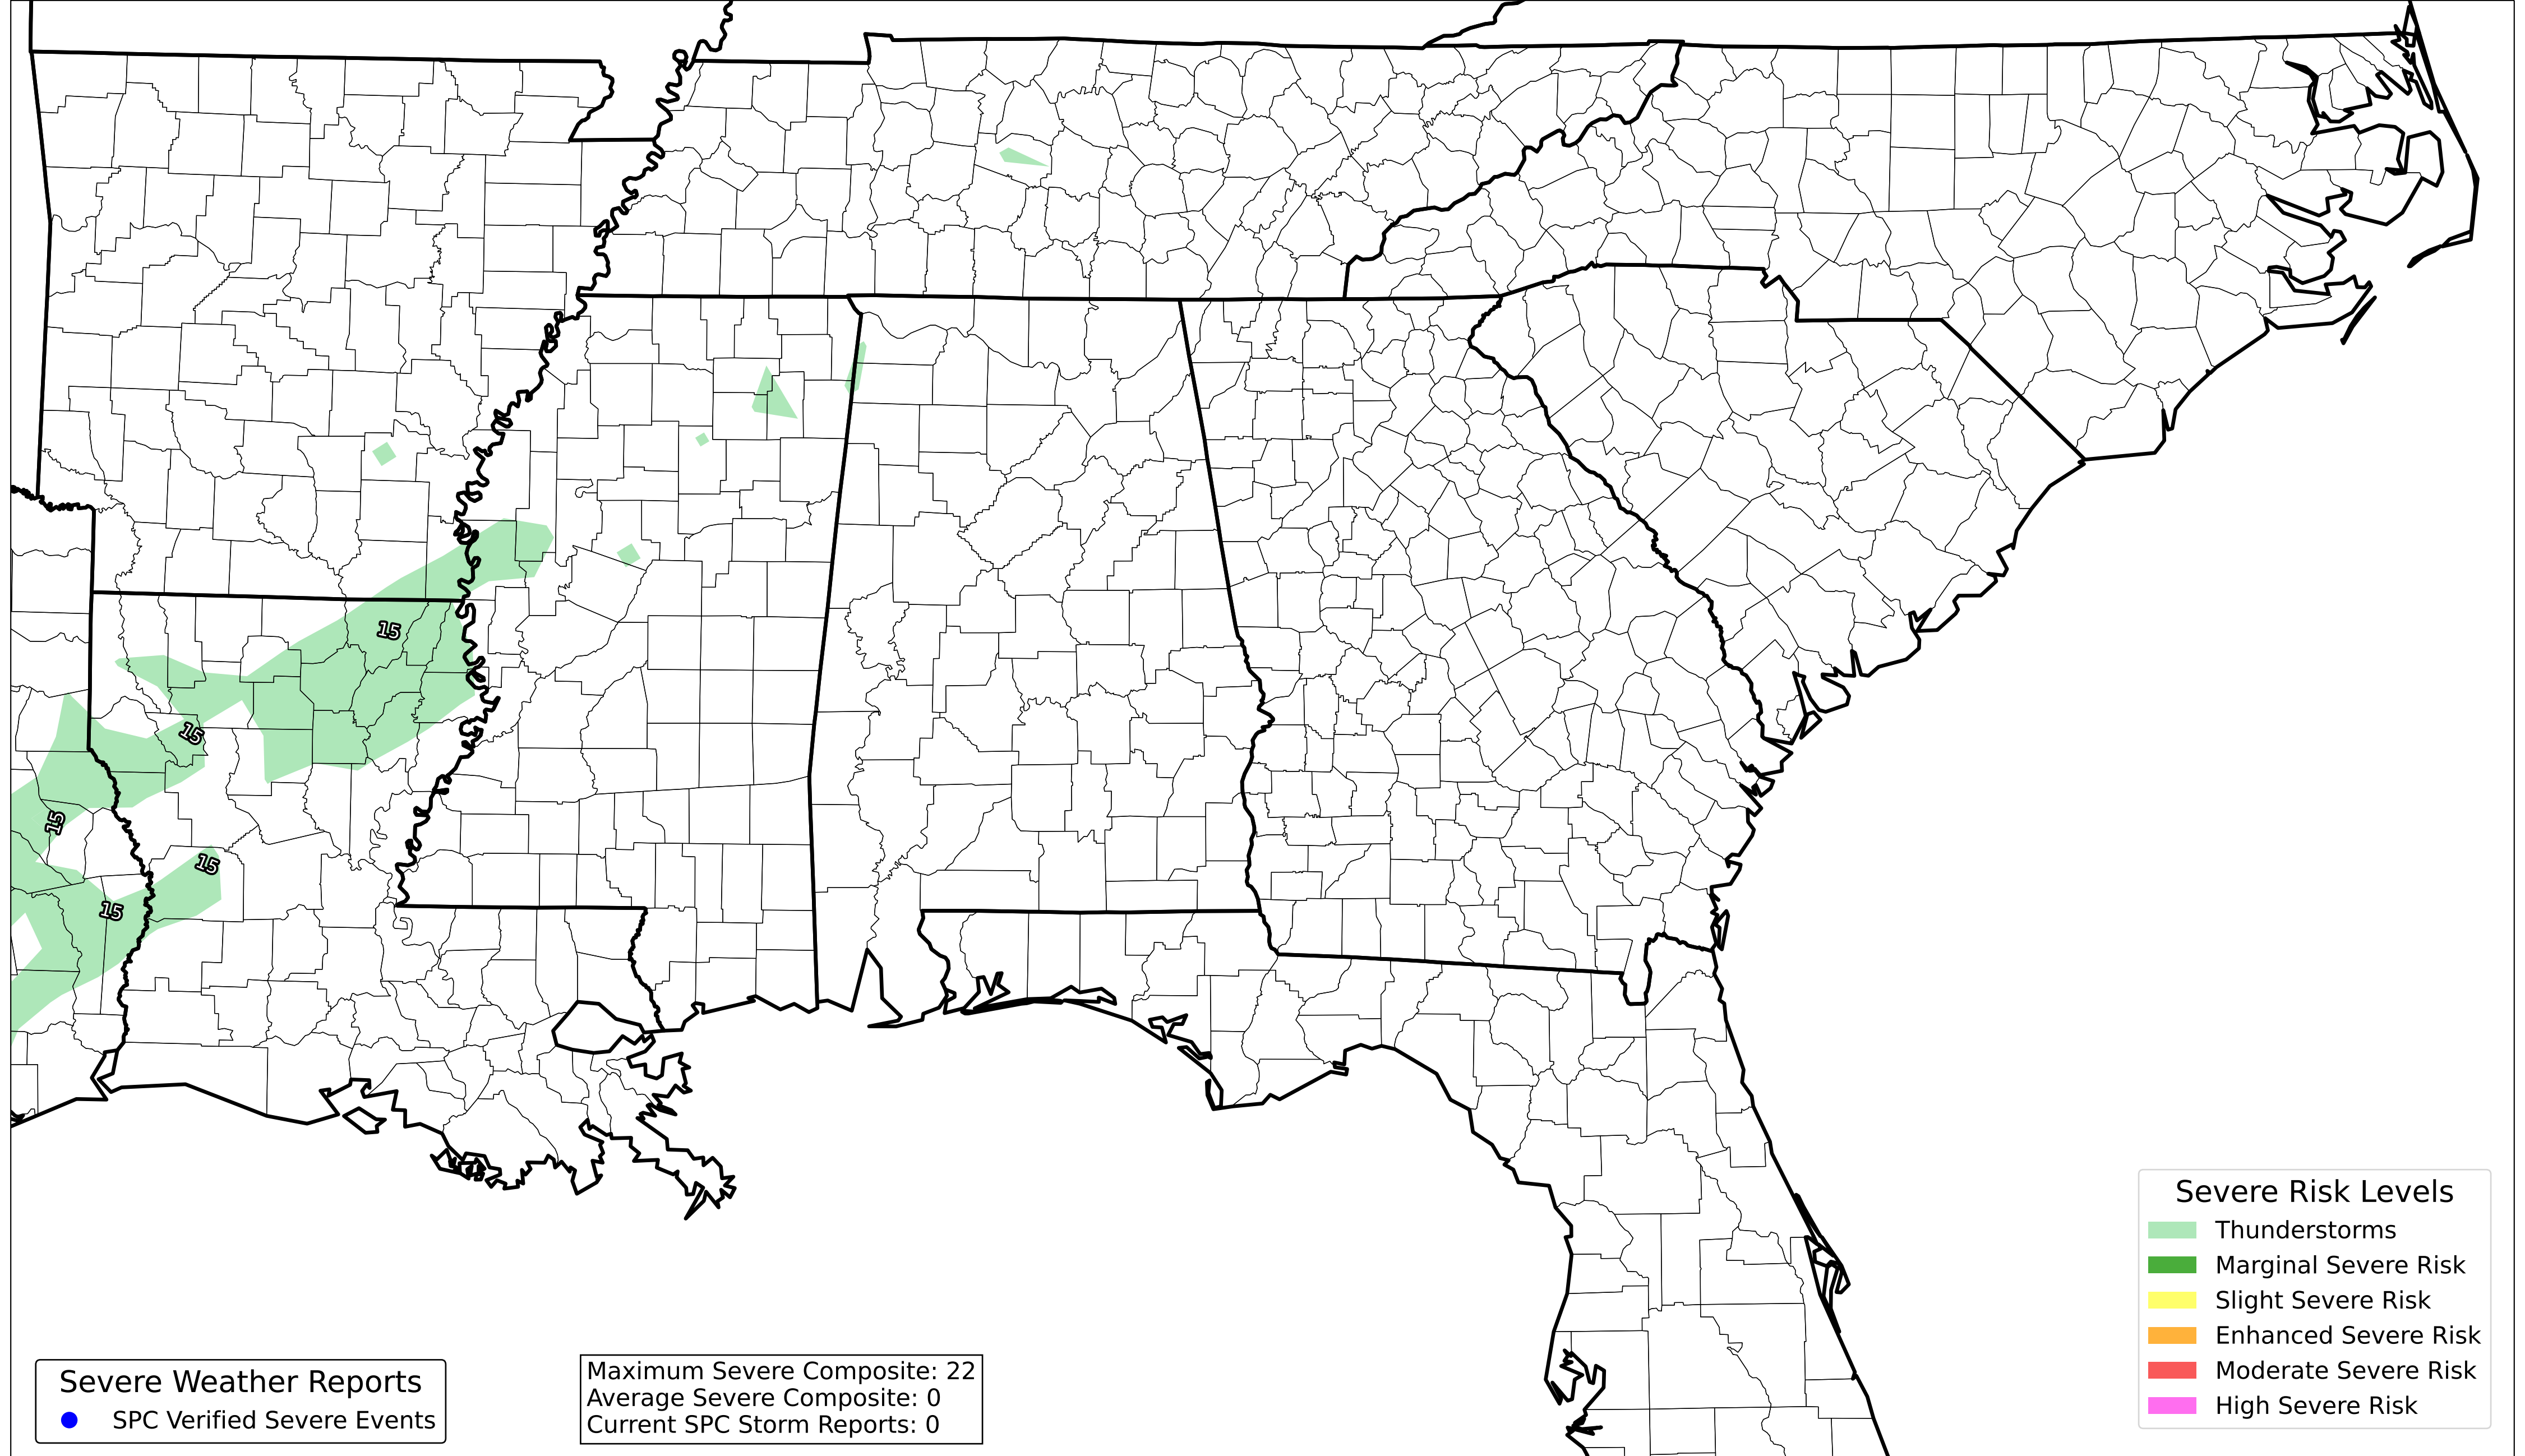 15
15
15
15
15
Severe Risk Levels
Thunderstorms
Marginal Severe Risk
Slight Severe Risk
Enhanced Severe Risk
Moderate Severe Risk
High Severe Risk
Severe Weather Reports
SPC Verified Severe Events
Maximum Severe Composite: 22
Average Severe Composite: 0
Current SPC Storm Reports: 0